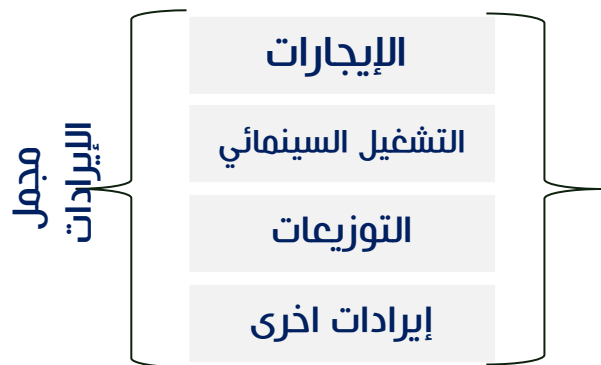 مجمل
الإيرادات
الإيجارات
التشغيل السينمائي
التوزيعات
إيرادات اخرى